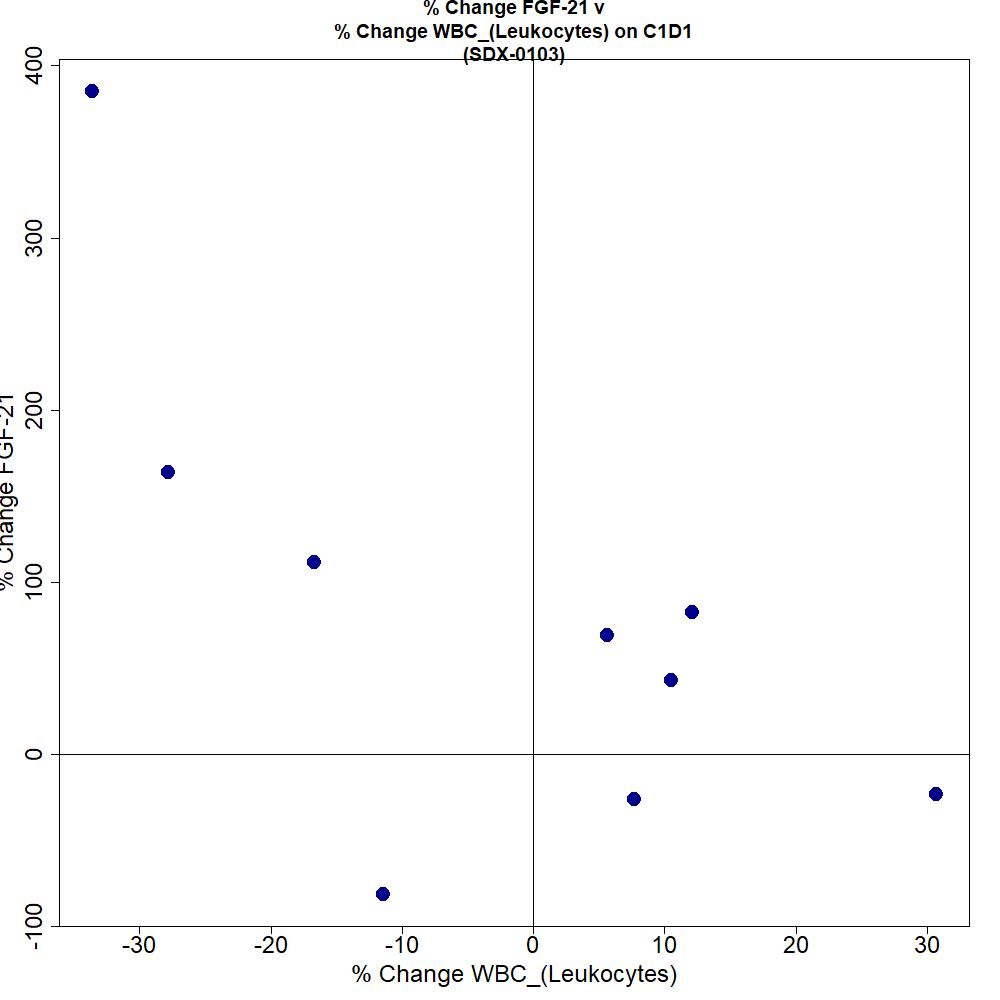 % Change FGF-21 v
% Change WBC_(Leukocytes) on C1D1
(SDX-0103)
400
300
200
100
0
-100
% Change FGF-21
-30
-20
-10
0
10
20
30
% Change WBC_(Leukocytes)